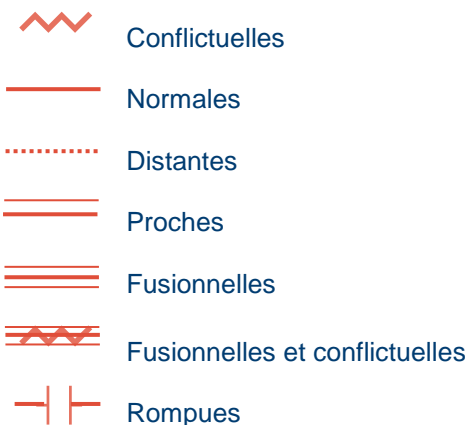 Conflictuelles
Normales
Distantes
Proches
Fusionnelles
Fusionnelles et conflictuelles
Rompues